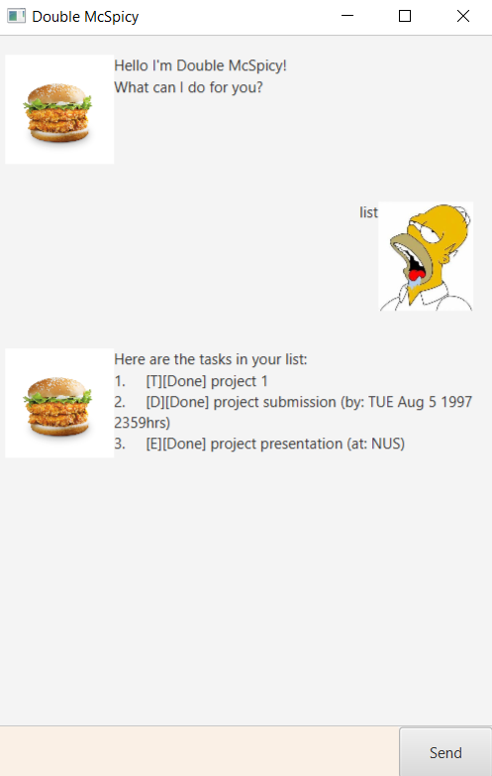 Double McSpicy
Hello I'm Double McSpicy!
What can I do for you?
list
Here are the tasks in your list:
1. [T][Done] project 1
2. [D][Done] project submission (by: TUE Aug 5 1997
2359hrs)
3. [E][Done] project presentation (at: NUS)
Send